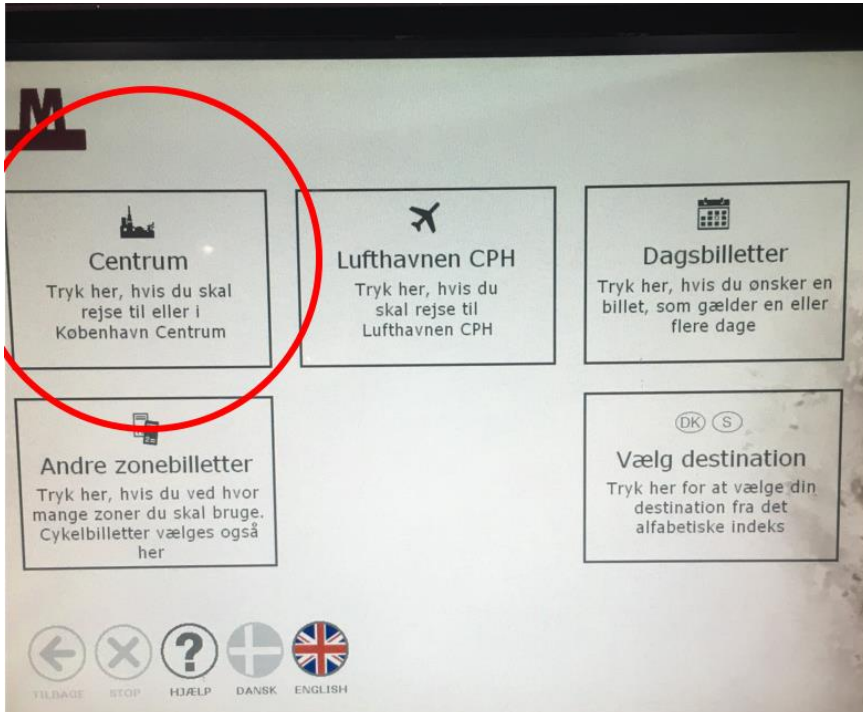 M
Centrum
Tryk her, hvis du skal
rejse til eller i
København Centrum
Lufthavnen CPH
Tryk her, hvis du
skal rejse til
Lufthavnen CPH
Dagsbilletter
Tryk her, hvis du ønsker en
billet, som gælder en eller
flere dage
Andre zonebilletter
Tryk her, hvis du ved hvor
mange zoner du skal bruge.
Cykelbilletter vælges også
her
DK S
Vælg destination
Tryk her for at vælge din
destination fra det
alfabetiske indeks
?
TILBAGE
STOP
HJÆLP
DANSK
ENGLISH